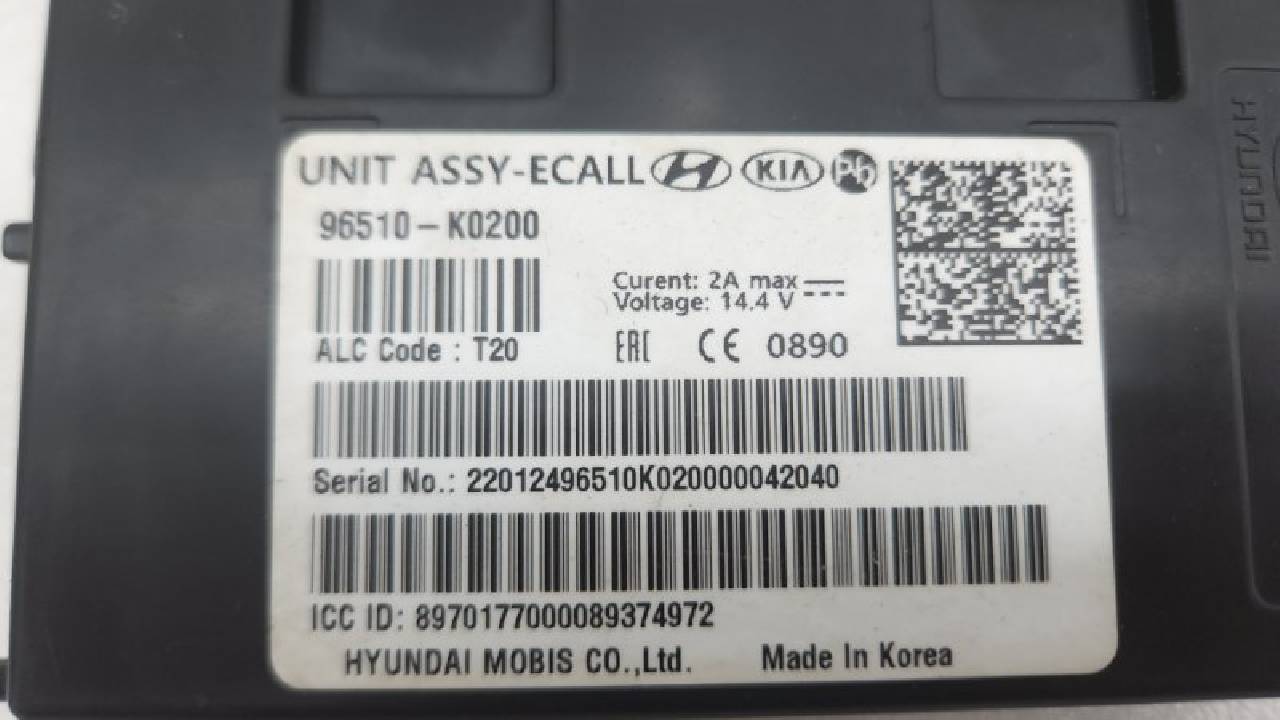 UNIT ASSY-ECALL KIA Pb
96510-K0200
Curent: 2A max
Voltage: 14.4 V
ALC Code : T20
EAC CE 0890
Serial No.: 22012496510K020000042040
ICC ID: 8970177000089374972
HYUNDAI MOBIS CO.,Ltd. Made In Korea
HYUNDAI